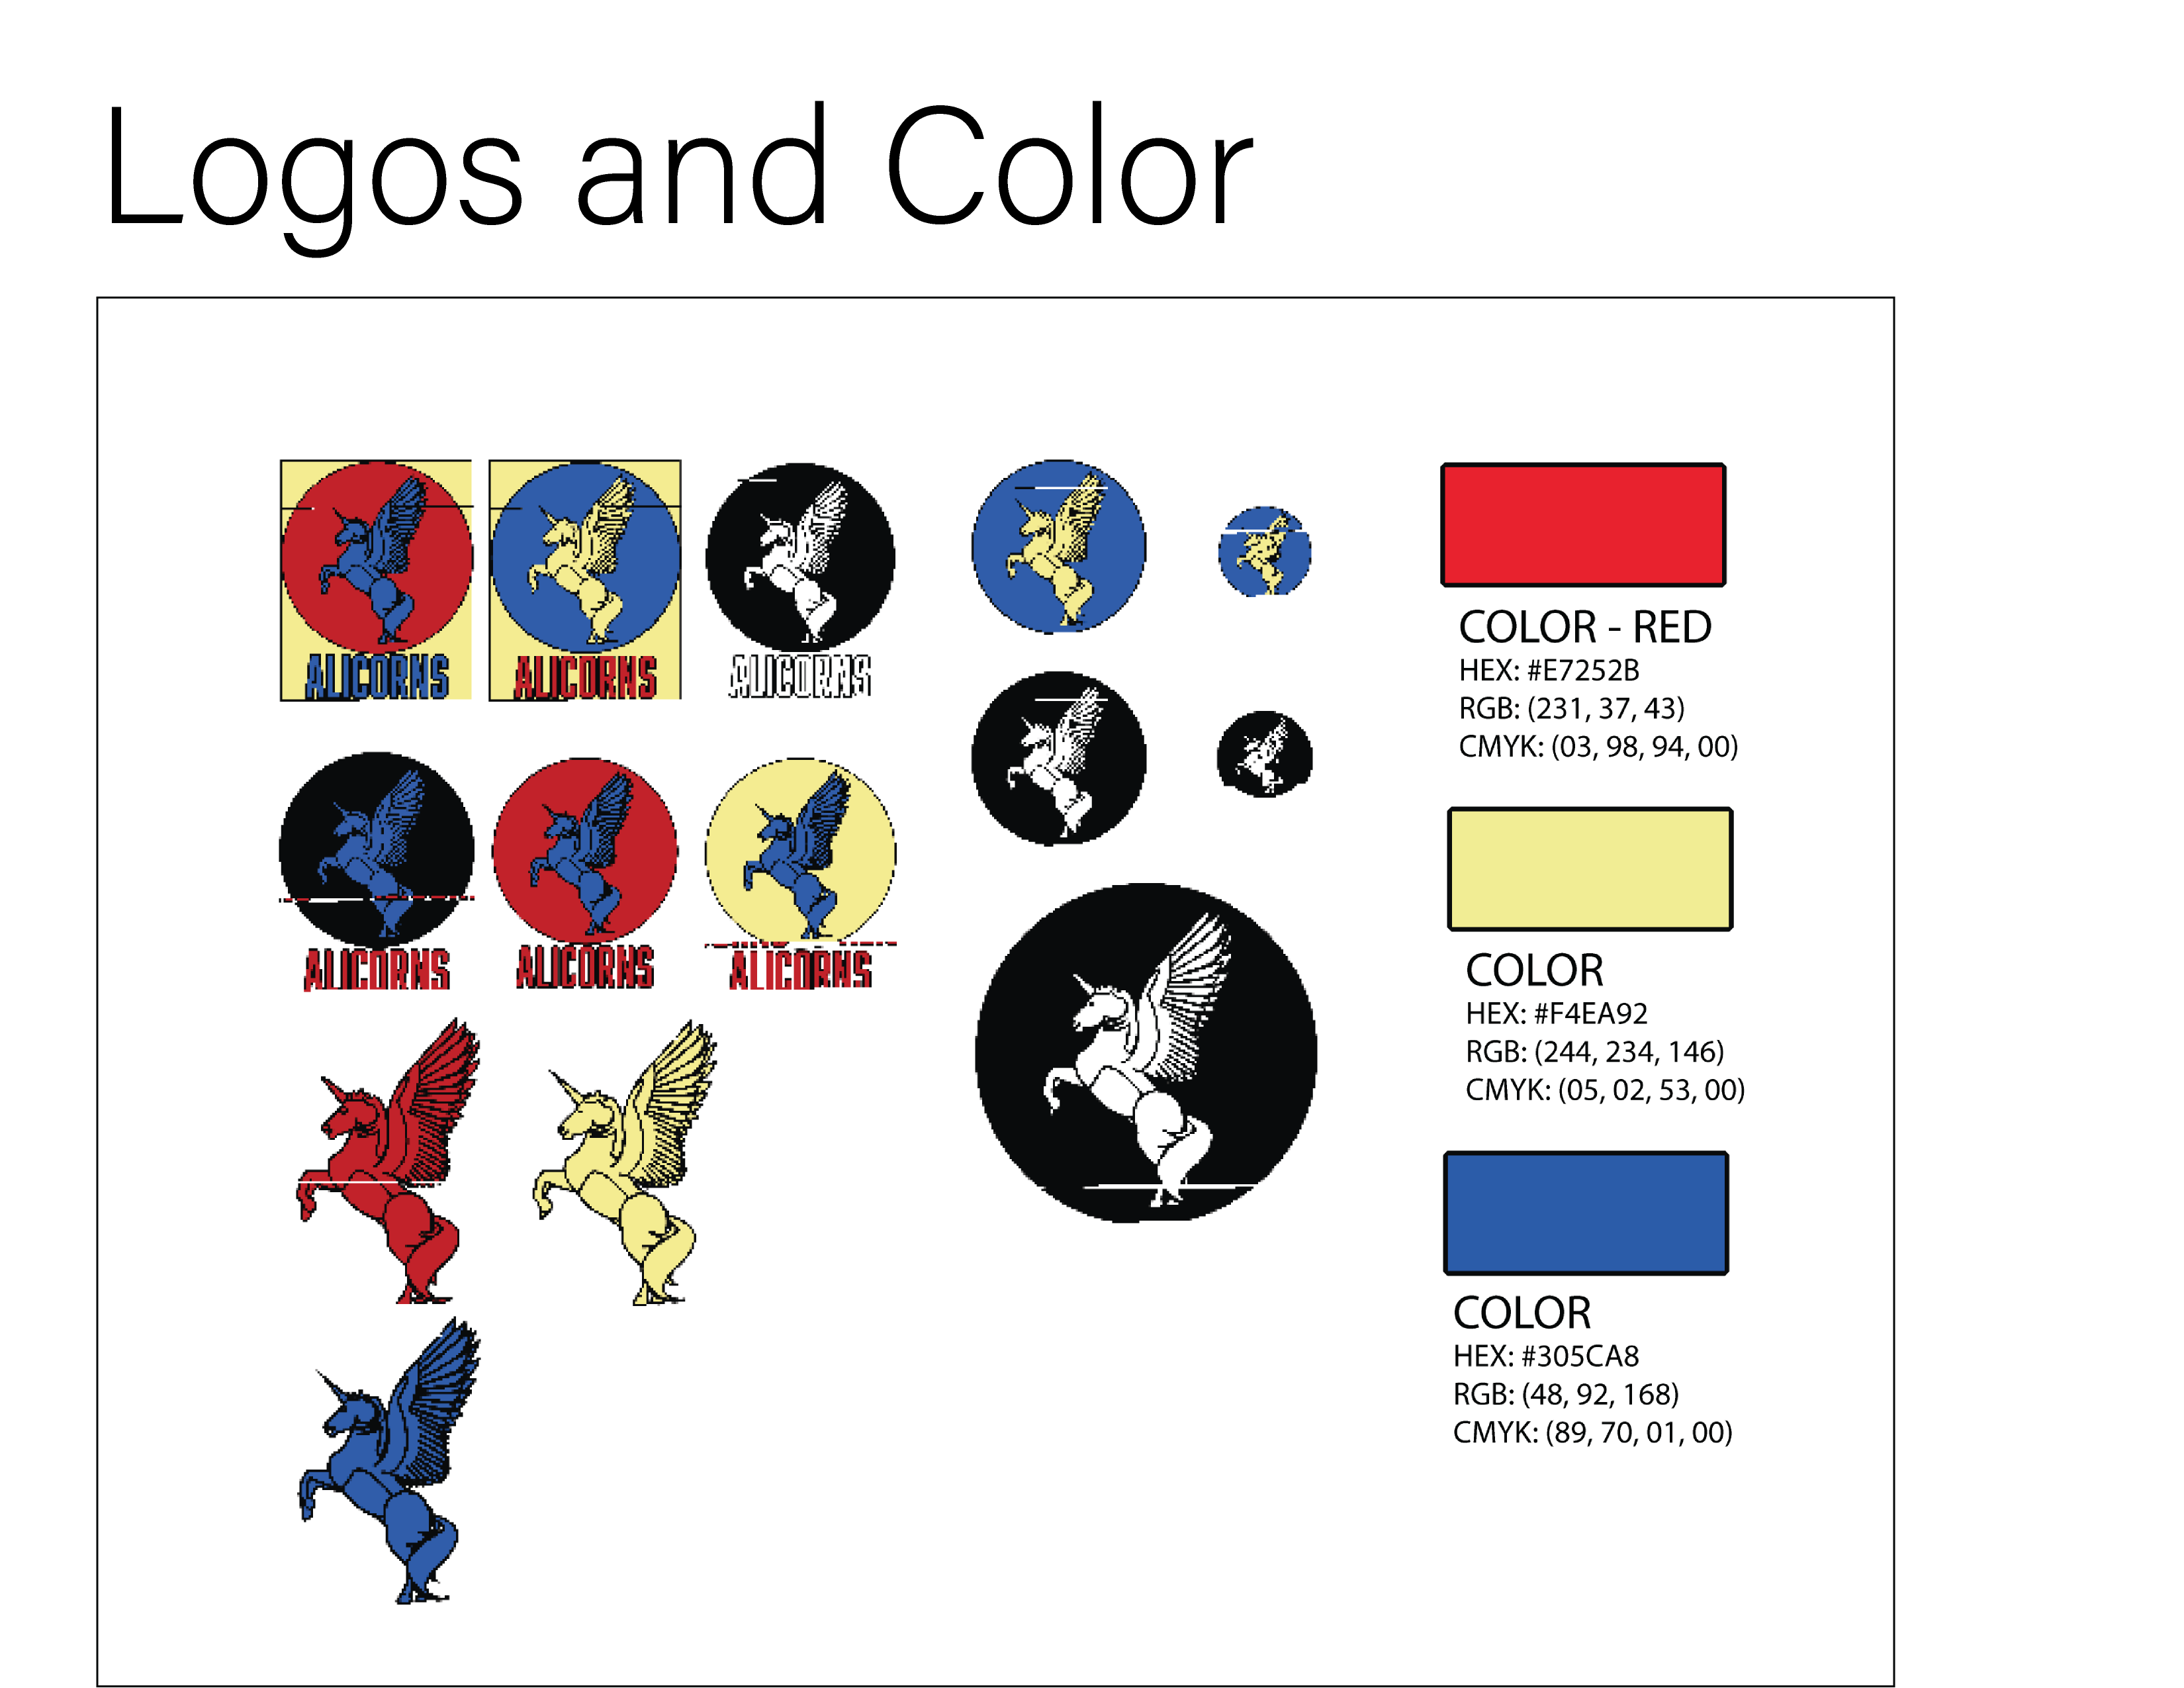 Logos and Color
ALICORNS
ALICORNS
ALICORNS
ALICORNS
ALICORNS
ALICORNS
COLOR - RED
HEX: #E7252B
RGB: (231, 37, 43)
CMYK: (03, 98, 94, 00)
COLOR
HEX: #F4EA92
RGB: (244, 234, 146)
CMYK: (05, 02, 53, 00)
COLOR
HEX: #305CA8
RGB: (48, 92, 168)
CMYK: (89, 70, 01, 00)